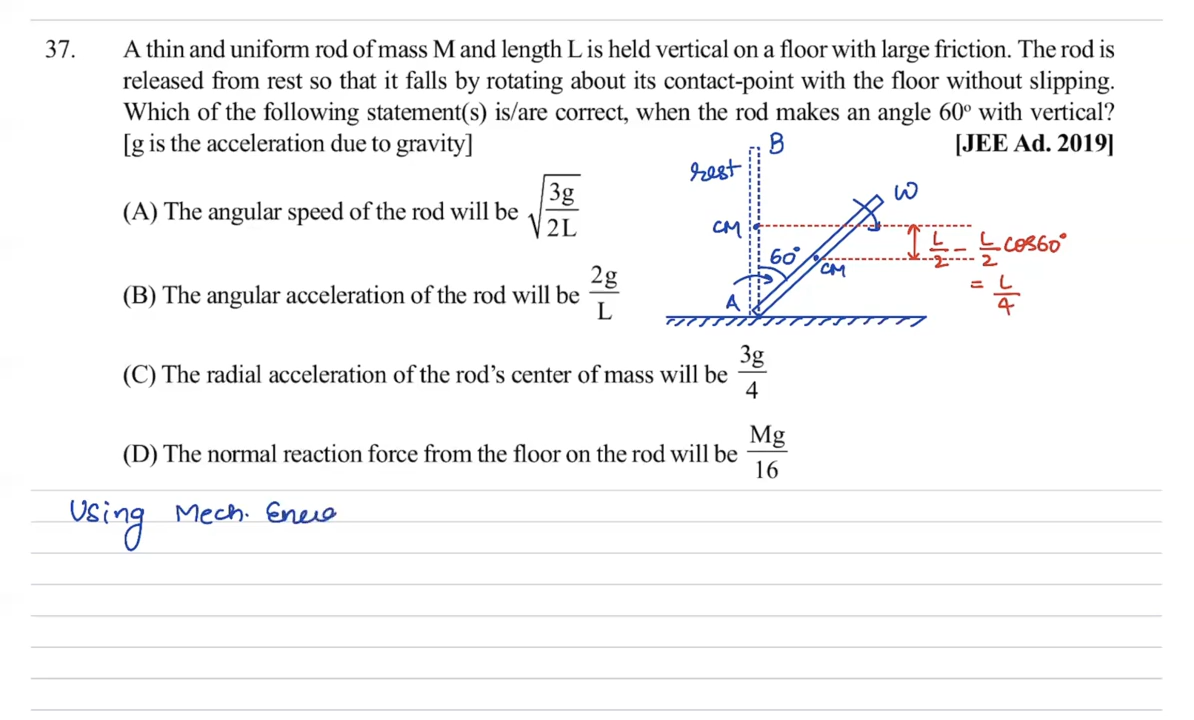 37. A thin and uniform rod of mass M and length L is held vertical on a floor with large friction. The rod is
released from rest so that it falls by rotating about its contact-point with the floor without slipping.
Which of the following statement(s) is/are correct, when the rod makes an angle 60° with vertical?
[g is the acceleration due to gravity] [JEE Ad. 2019]
B
rest
ω
(A) The angular speed of the rod will be √(3g/2L)
CM
L/2 - L/2 cos60°
60°
CM
= L/4
(B) The angular acceleration of the rod will be 2g/L
A
(C) The radial acceleration of the rod's center of mass will be 3g/4
(D) The normal reaction force from the floor on the rod will be Mg/16
Using Mech. Ene